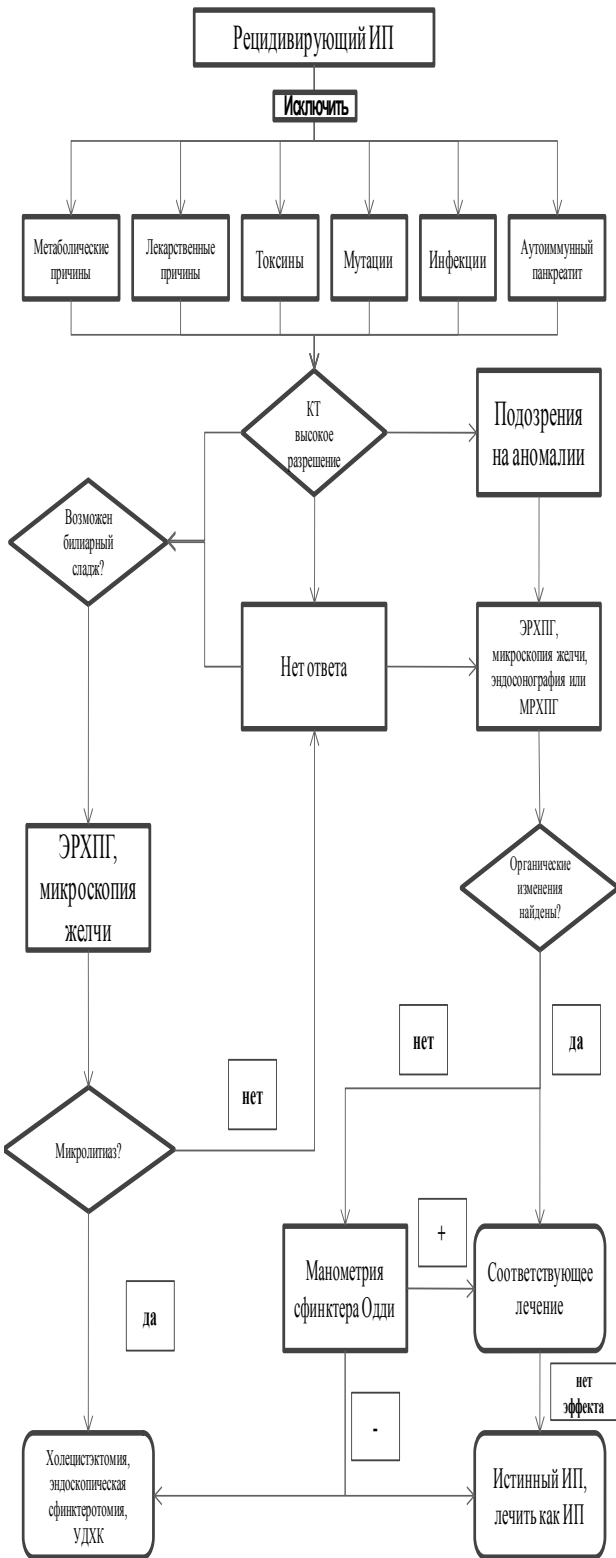 Рецидивирующий ИП
Исключить
Метаболические
причины
Лекарственные
причины
Токсины
Мутации
Инфекции
Аутоиммунный
панкреатит
КТ
высокое
разрешение
Подозрения
на аномалии
Возможен
билиарный
сладж?
Нет ответа
ЭРХПГ,
микроскопия желчи,
эндосонография или
МРХПГ
ЭРХПГ,
микроскопия
желчи
Органические
изменения
найдены?
нет
да
нет
Микролитиаз?
+
Манометрия
сфинктера Одди
Соответствующее
лечение
да
нет
эффекта
-
Холецистэктомия,
эндоскопическая
сфинктеротомия,
УДХК
Истинный ИП,
лечить как ИП